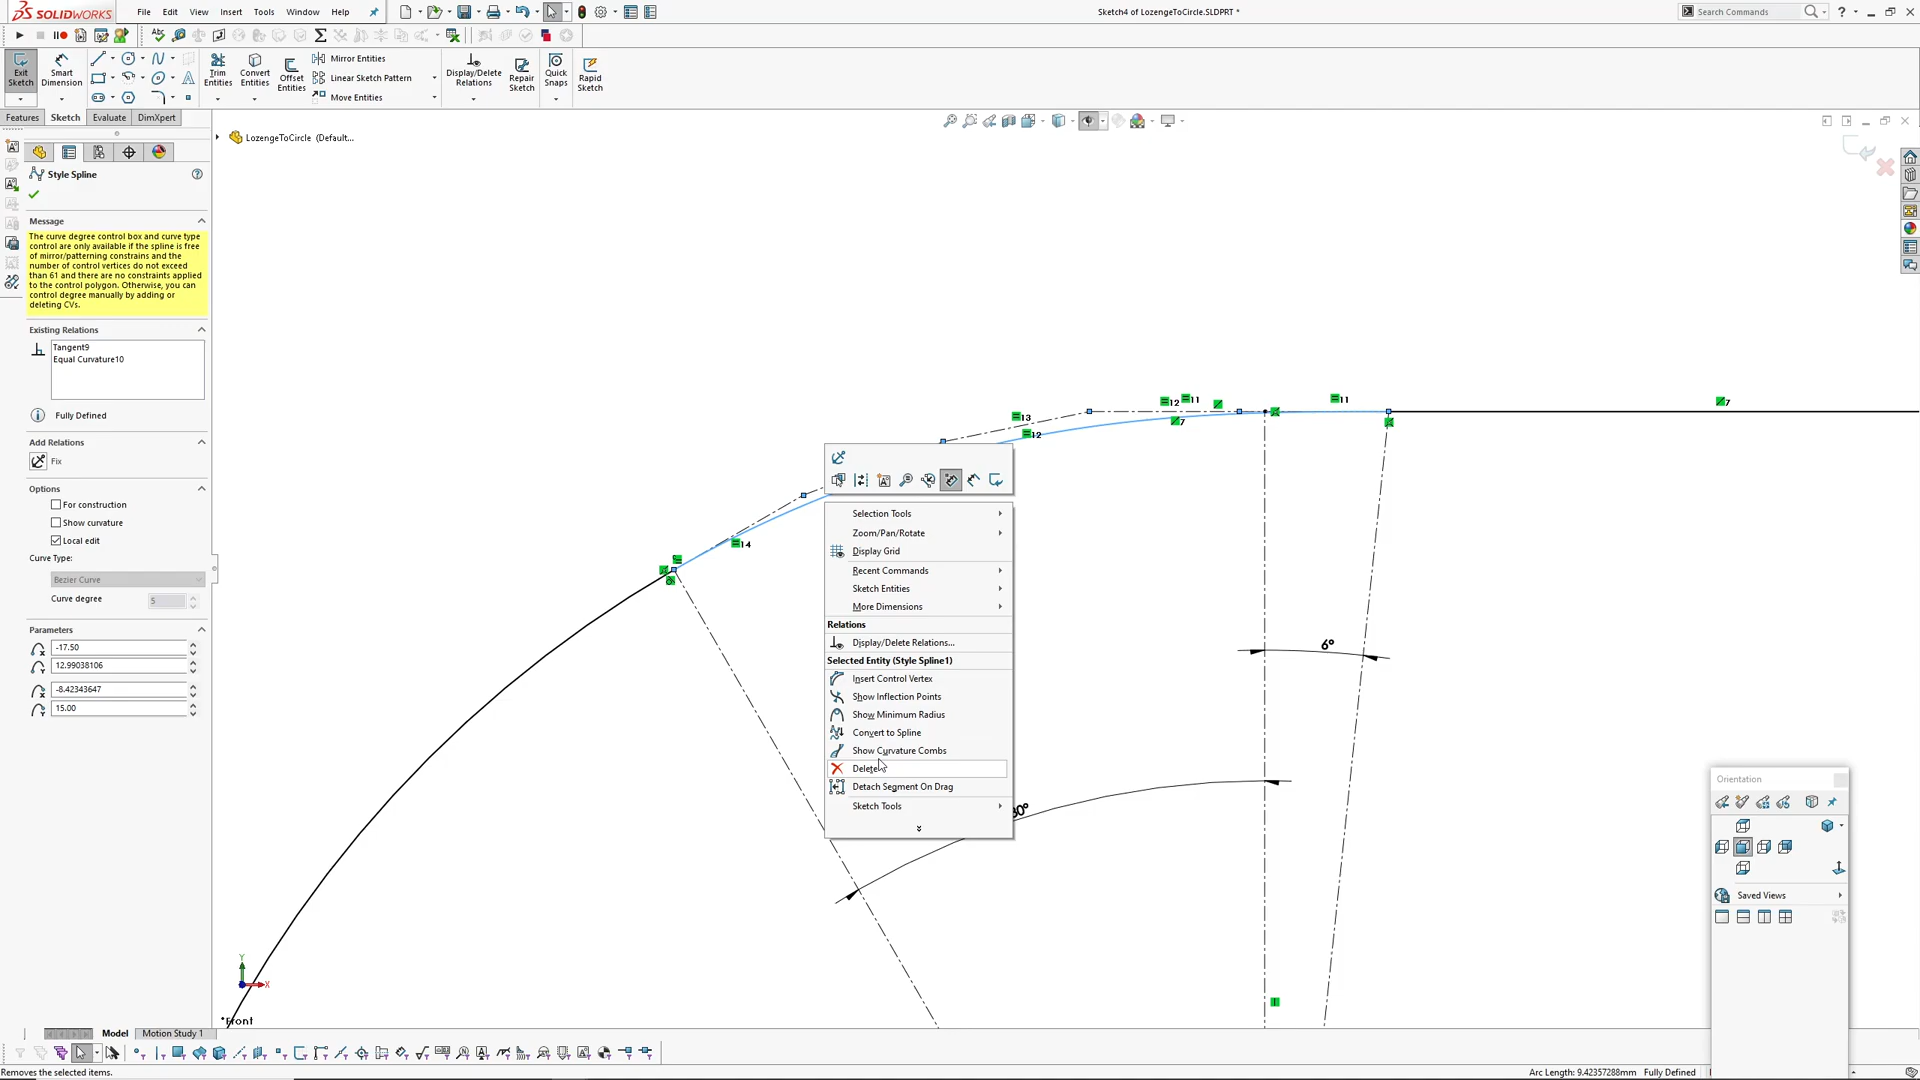 SOLIDWORKS File Edit View Insert Tools Window Help
Sketch4 of LozengeToCircle.SLDPRT *
Search Commands
Exit Sketch
Smart Dimension
Trim Entities
Convert Entities
Offset Entities
Mirror Entities
Linear Sketch Pattern
Move Entities
Display/Delete Relations
Repair Sketch
Quick Snaps
Rapid Sketch
Features Sketch Evaluate DimXpert
LozengeToCircle (Default...
Style Spline
Message
The curve degree control box and curve type
control are only available if the spline is free
of mirror/patterning constrains and the
number of control vertices do not exceed
than 61 and there are no constraints applied
to the control polygon. Otherwise, you can
control degree manually by adding or
deleting CVs.
Existing Relations
Tangent9
Equal Curvature10
Fully Defined
Add Relations
Fix
Options
For construction
Show curvature
Local edit
Curve Type:
Bezier Curve
Curve degree 5
Parameters
-17.50
12.99038106
-8.42343647
15.00
12 11
11
7
7
13
12
14
6°
30°
Selection Tools
Zoom/Pan/Rotate
Display Grid
Recent Commands
Sketch Entities
More Dimensions
Relations
Display/Delete Relations...
Selected Entity (Style Spline1)
Insert Control Vertex
Show Inflection Points
Show Minimum Radius
Convert to Spline
Show Curvature Combs
Delete
Detach Segment On Drag
Sketch Tools
Orientation
Saved Views
Y
X
*Front
Model Motion Study 1
Removes the selected items.
Arc Length: 9.42357288mm Fully Defined